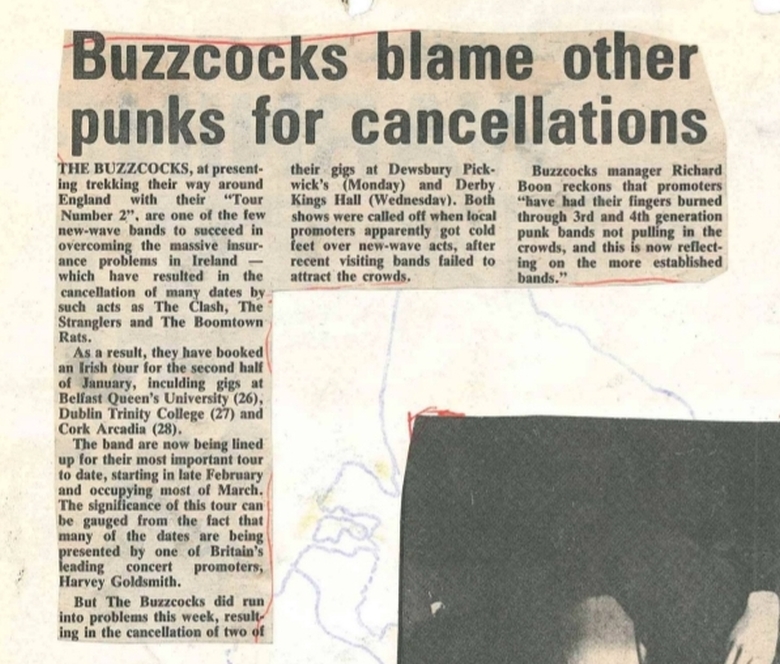 Buzzcocks blame other
punks for cancellations
THE BUZZCOCKS, at present-
ing trekking their way around
England with their "Tour
Number 2", are one of the few
new-wave bands to succeed in
overcoming the massive insur-
ance problems in Ireland —
which have resulted in the
cancellation of many dates by
such acts as The Clash, The
Stranglers and The Boomtown
Rats.
As a result, they have booked
an Irish tour for the second half
of January, inculding gigs at
Belfast Queen's University (26),
Dublin Trinity College (27) and
Cork Arcadia (28).
The band are now being lined
up for their most important tour
to date, starting in late February
and occupying most of March.
The significance of this tour can
be gauged from the fact that
many of the dates are being
presented by one of Britain's
leading concert promoters,
Harvey Goldsmith.
But The Buzzcocks did run
into problems this week, result-
ing in the cancellation of two of
their gigs at Dewsbury Pick-
wick's (Monday) and Derby
Kings Hall (Wednesday). Both
shows were called off when local
promoters apparently got cold
feet over new-wave acts, after
recent visiting bands failed to
attract the crowds.
Buzzcocks manager Richard
Boon reckons that promoters
"have had their fingers burned
through 3rd and 4th generation
punk bands not pulling in the
crowds, and this is now reflect-
ing on the more established
bands."